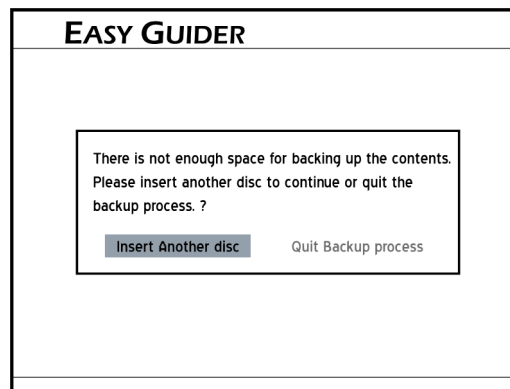 EASY GUIDER
There is not enough space for backing up the contents.
Please insert another disc to continue or quit the
backup process. ?
Insert Another disc Quit Backup process